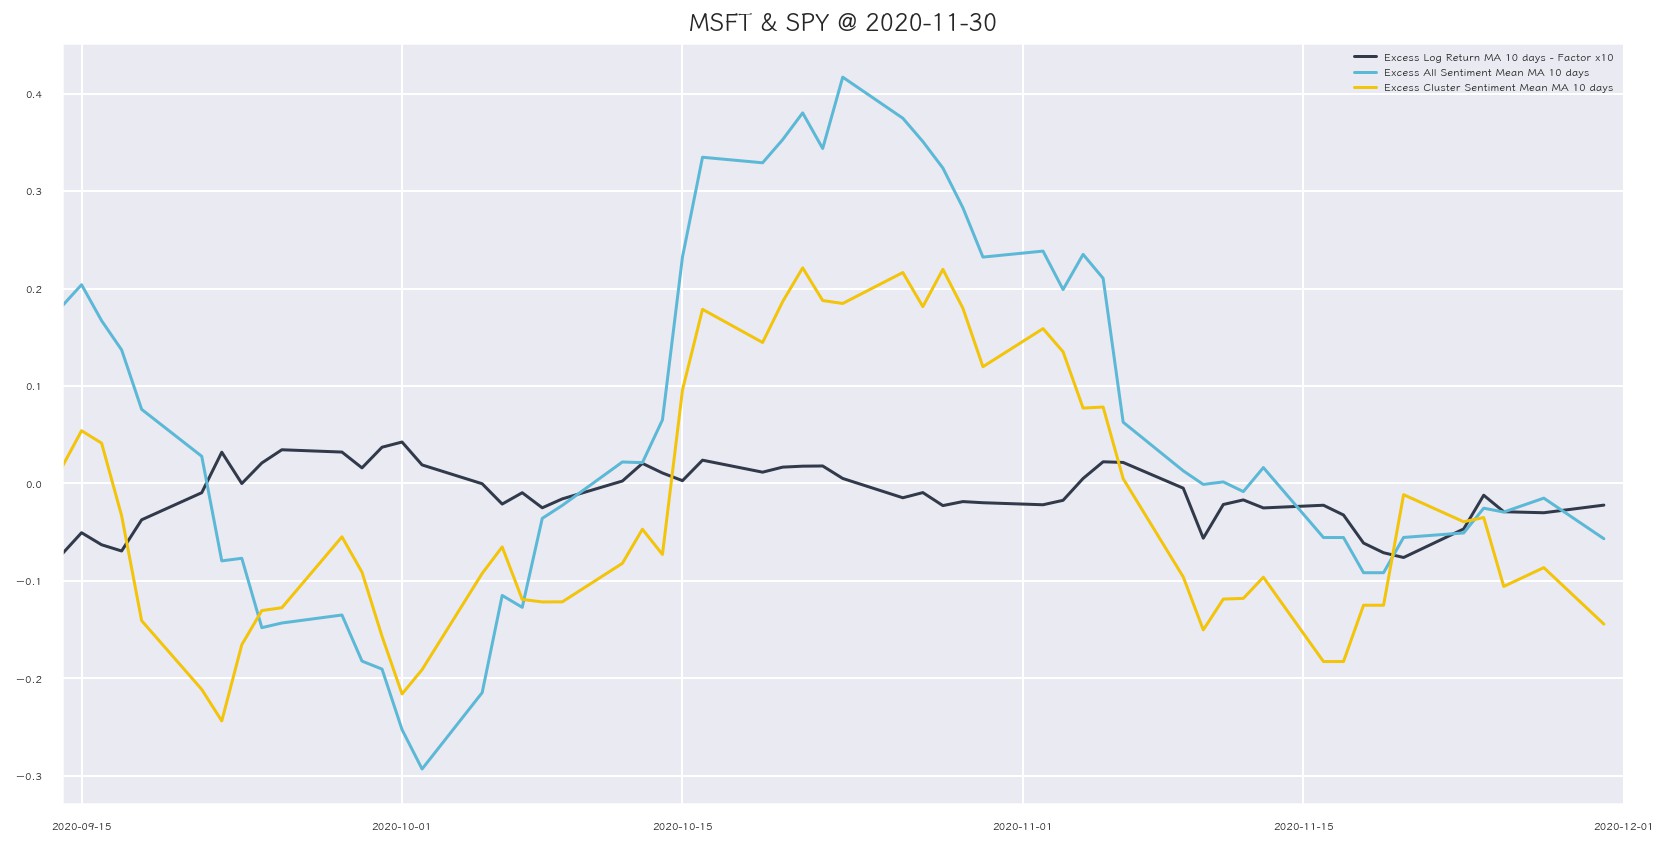 MSFT & SPY @ 2020-11-30
Excess Log Return MA 10 days - Factor x10
Excess All Sentiment Mean MA 10 days
Excess Cluster Sentiment Mean MA 10 days
0.4
0.3
0.2
0.1
0.0
−0.1
−0.2
−0.3
2020-09-15 2020-10-01 2020-10-15 2020-11-01 2020-11-15 2020-12-01